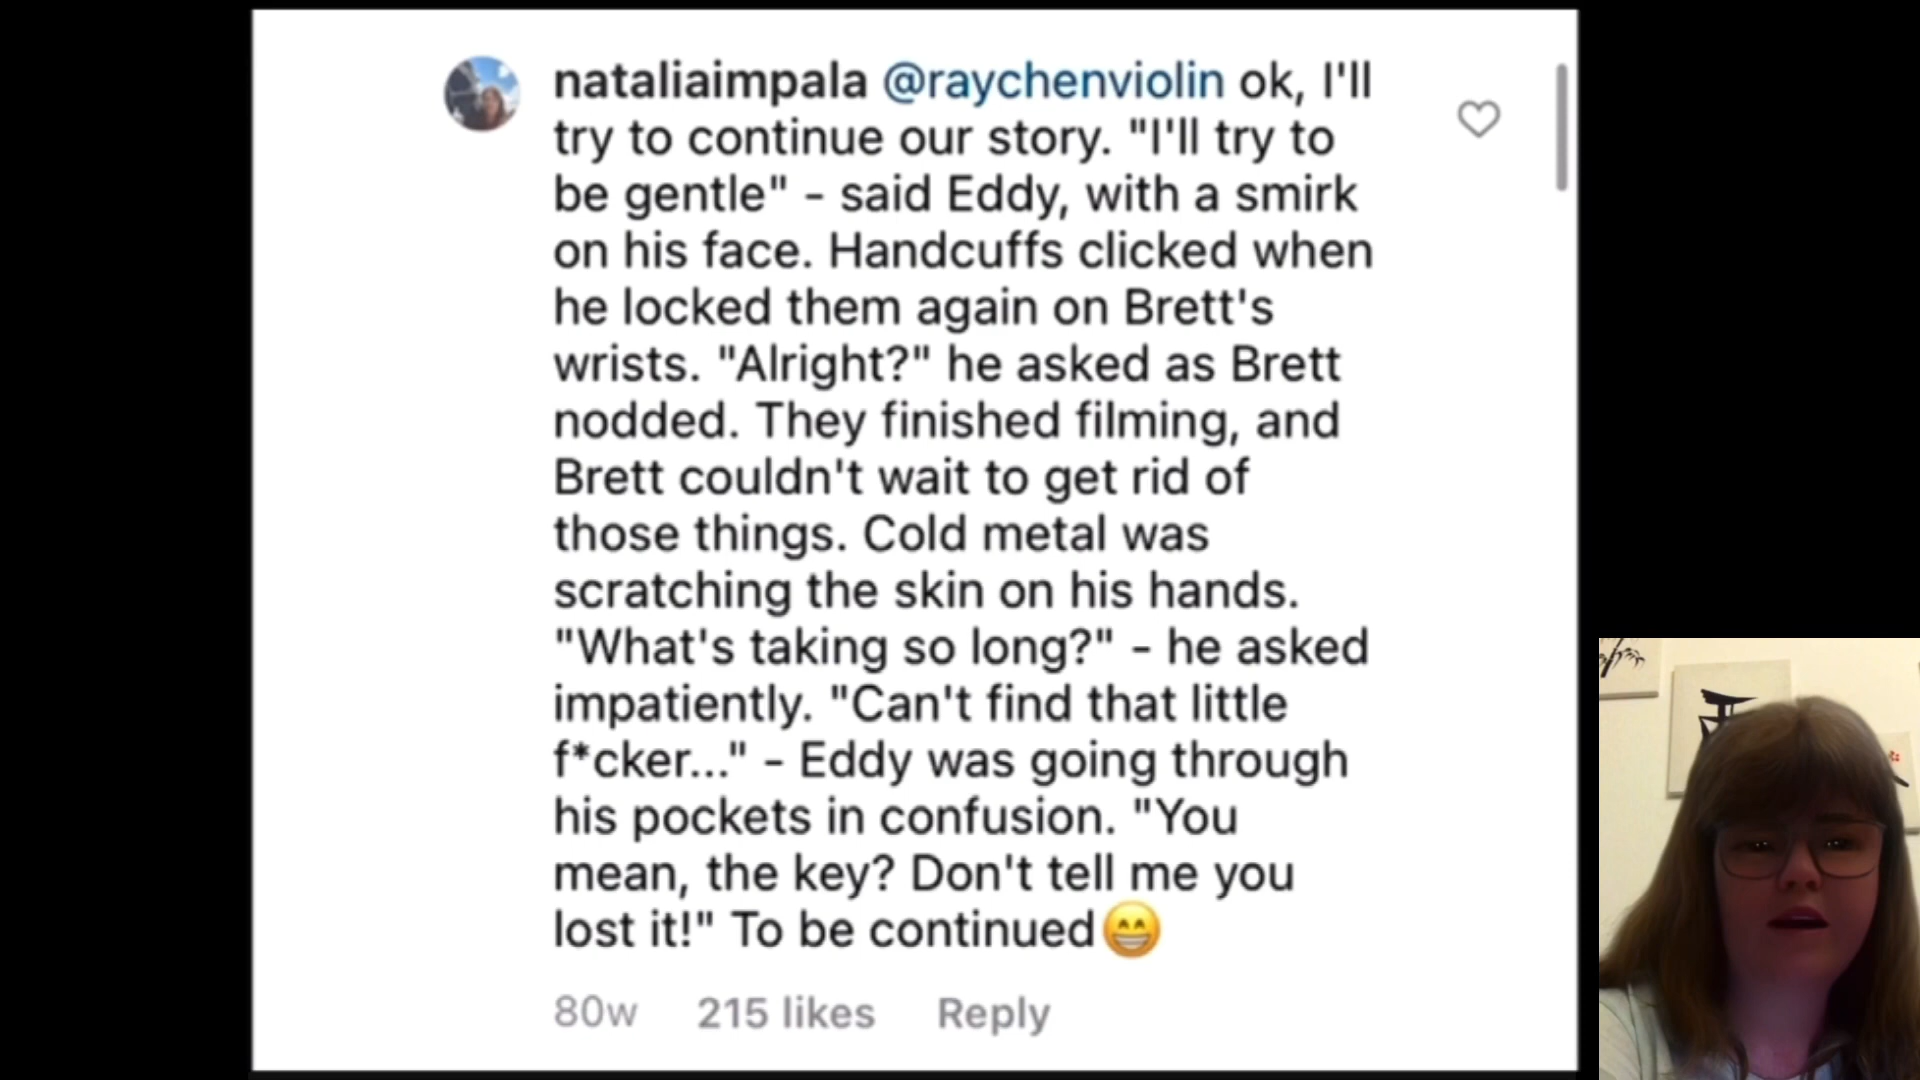 nataliaimpala @raychenviolin ok, I'll
try to continue our story. "I'll try to
be gentle" - said Eddy, with a smirk
on his face. Handcuffs clicked when
he locked them again on Brett's
wrists. "Alright?" he asked as Brett
nodded. They finished filming, and
Brett couldn't wait to get rid of
those things. Cold metal was
scratching the skin on his hands.
"What's taking so long?" - he asked
impatiently. "Can't find that little
f*cker..." - Eddy was going through
his pockets in confusion. "You
mean, the key? Don't tell me you
lost it!" To be continued😁
80w 215 likes Reply